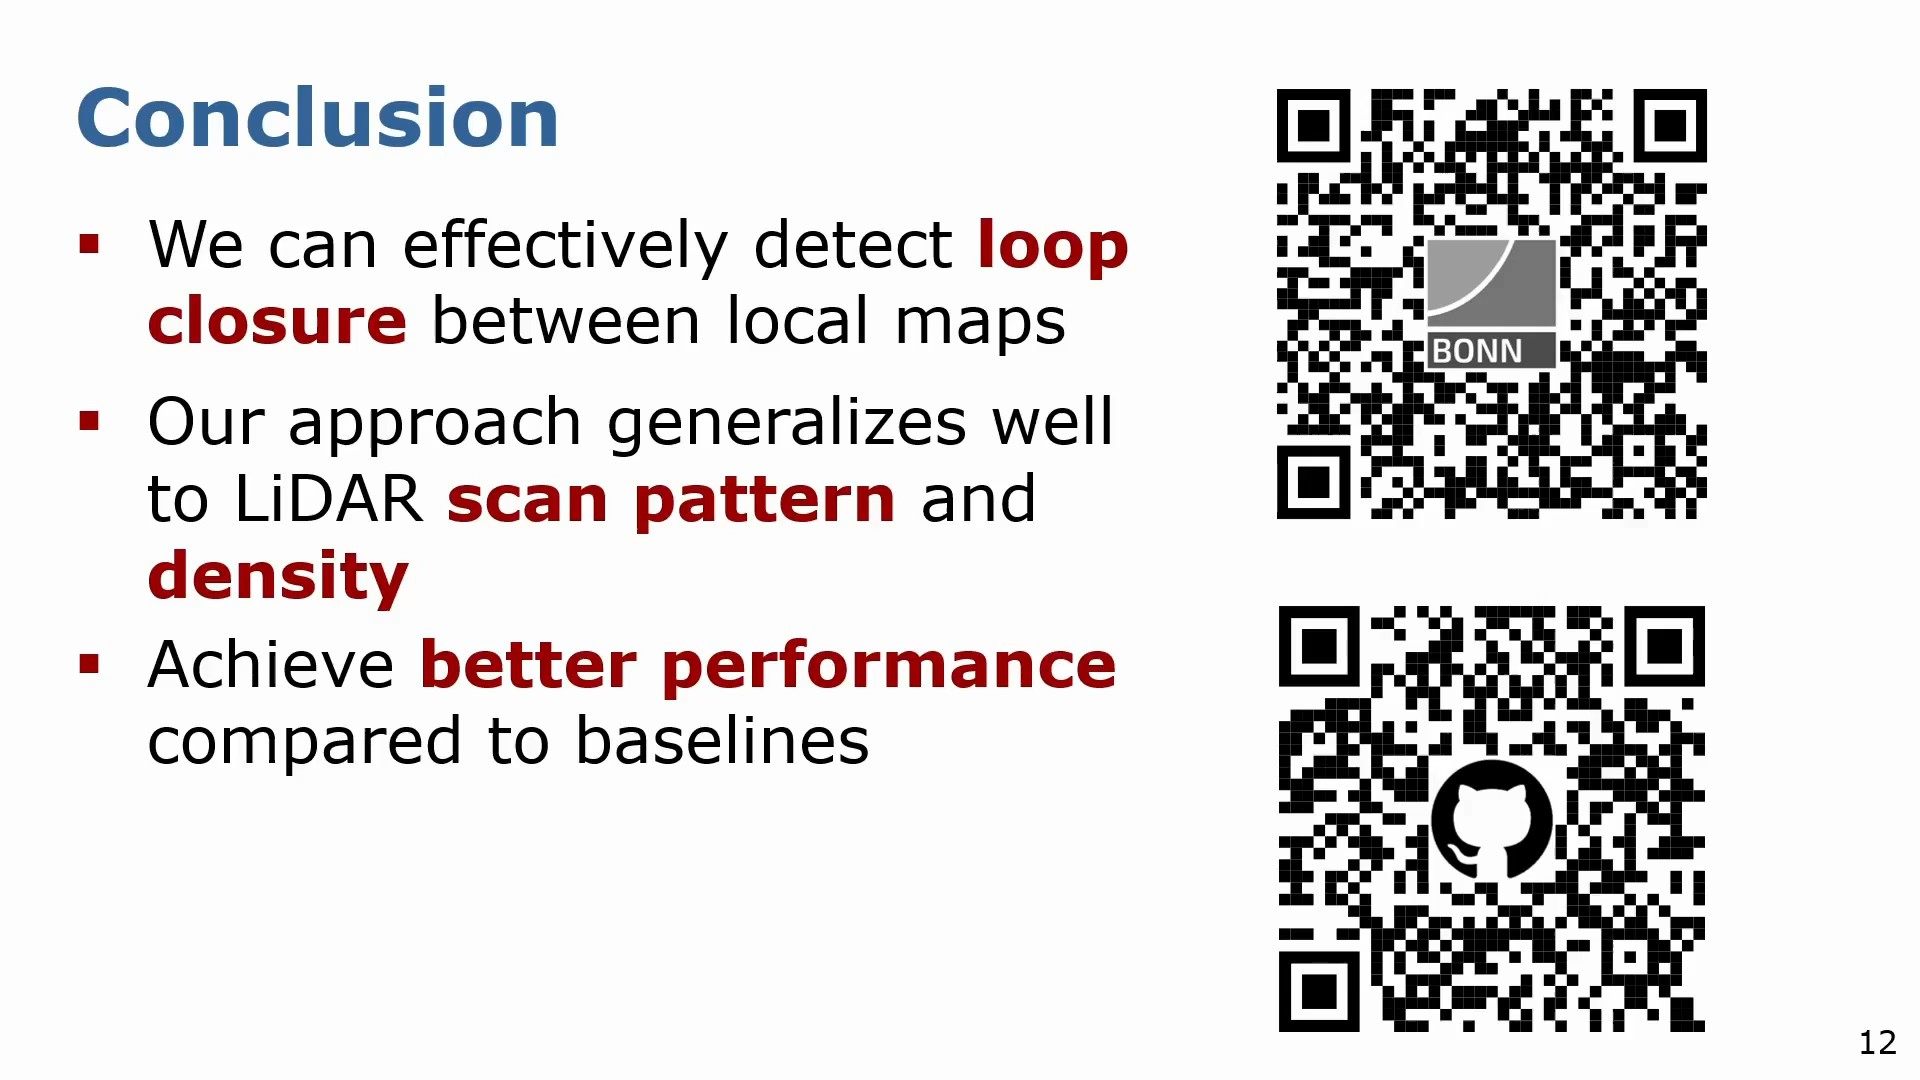 Conclusion
We can effectively detect loop
closure between local maps
Our approach generalizes well
to LiDAR scan pattern and
density
Achieve better performance
compared to baselines
BONN
12